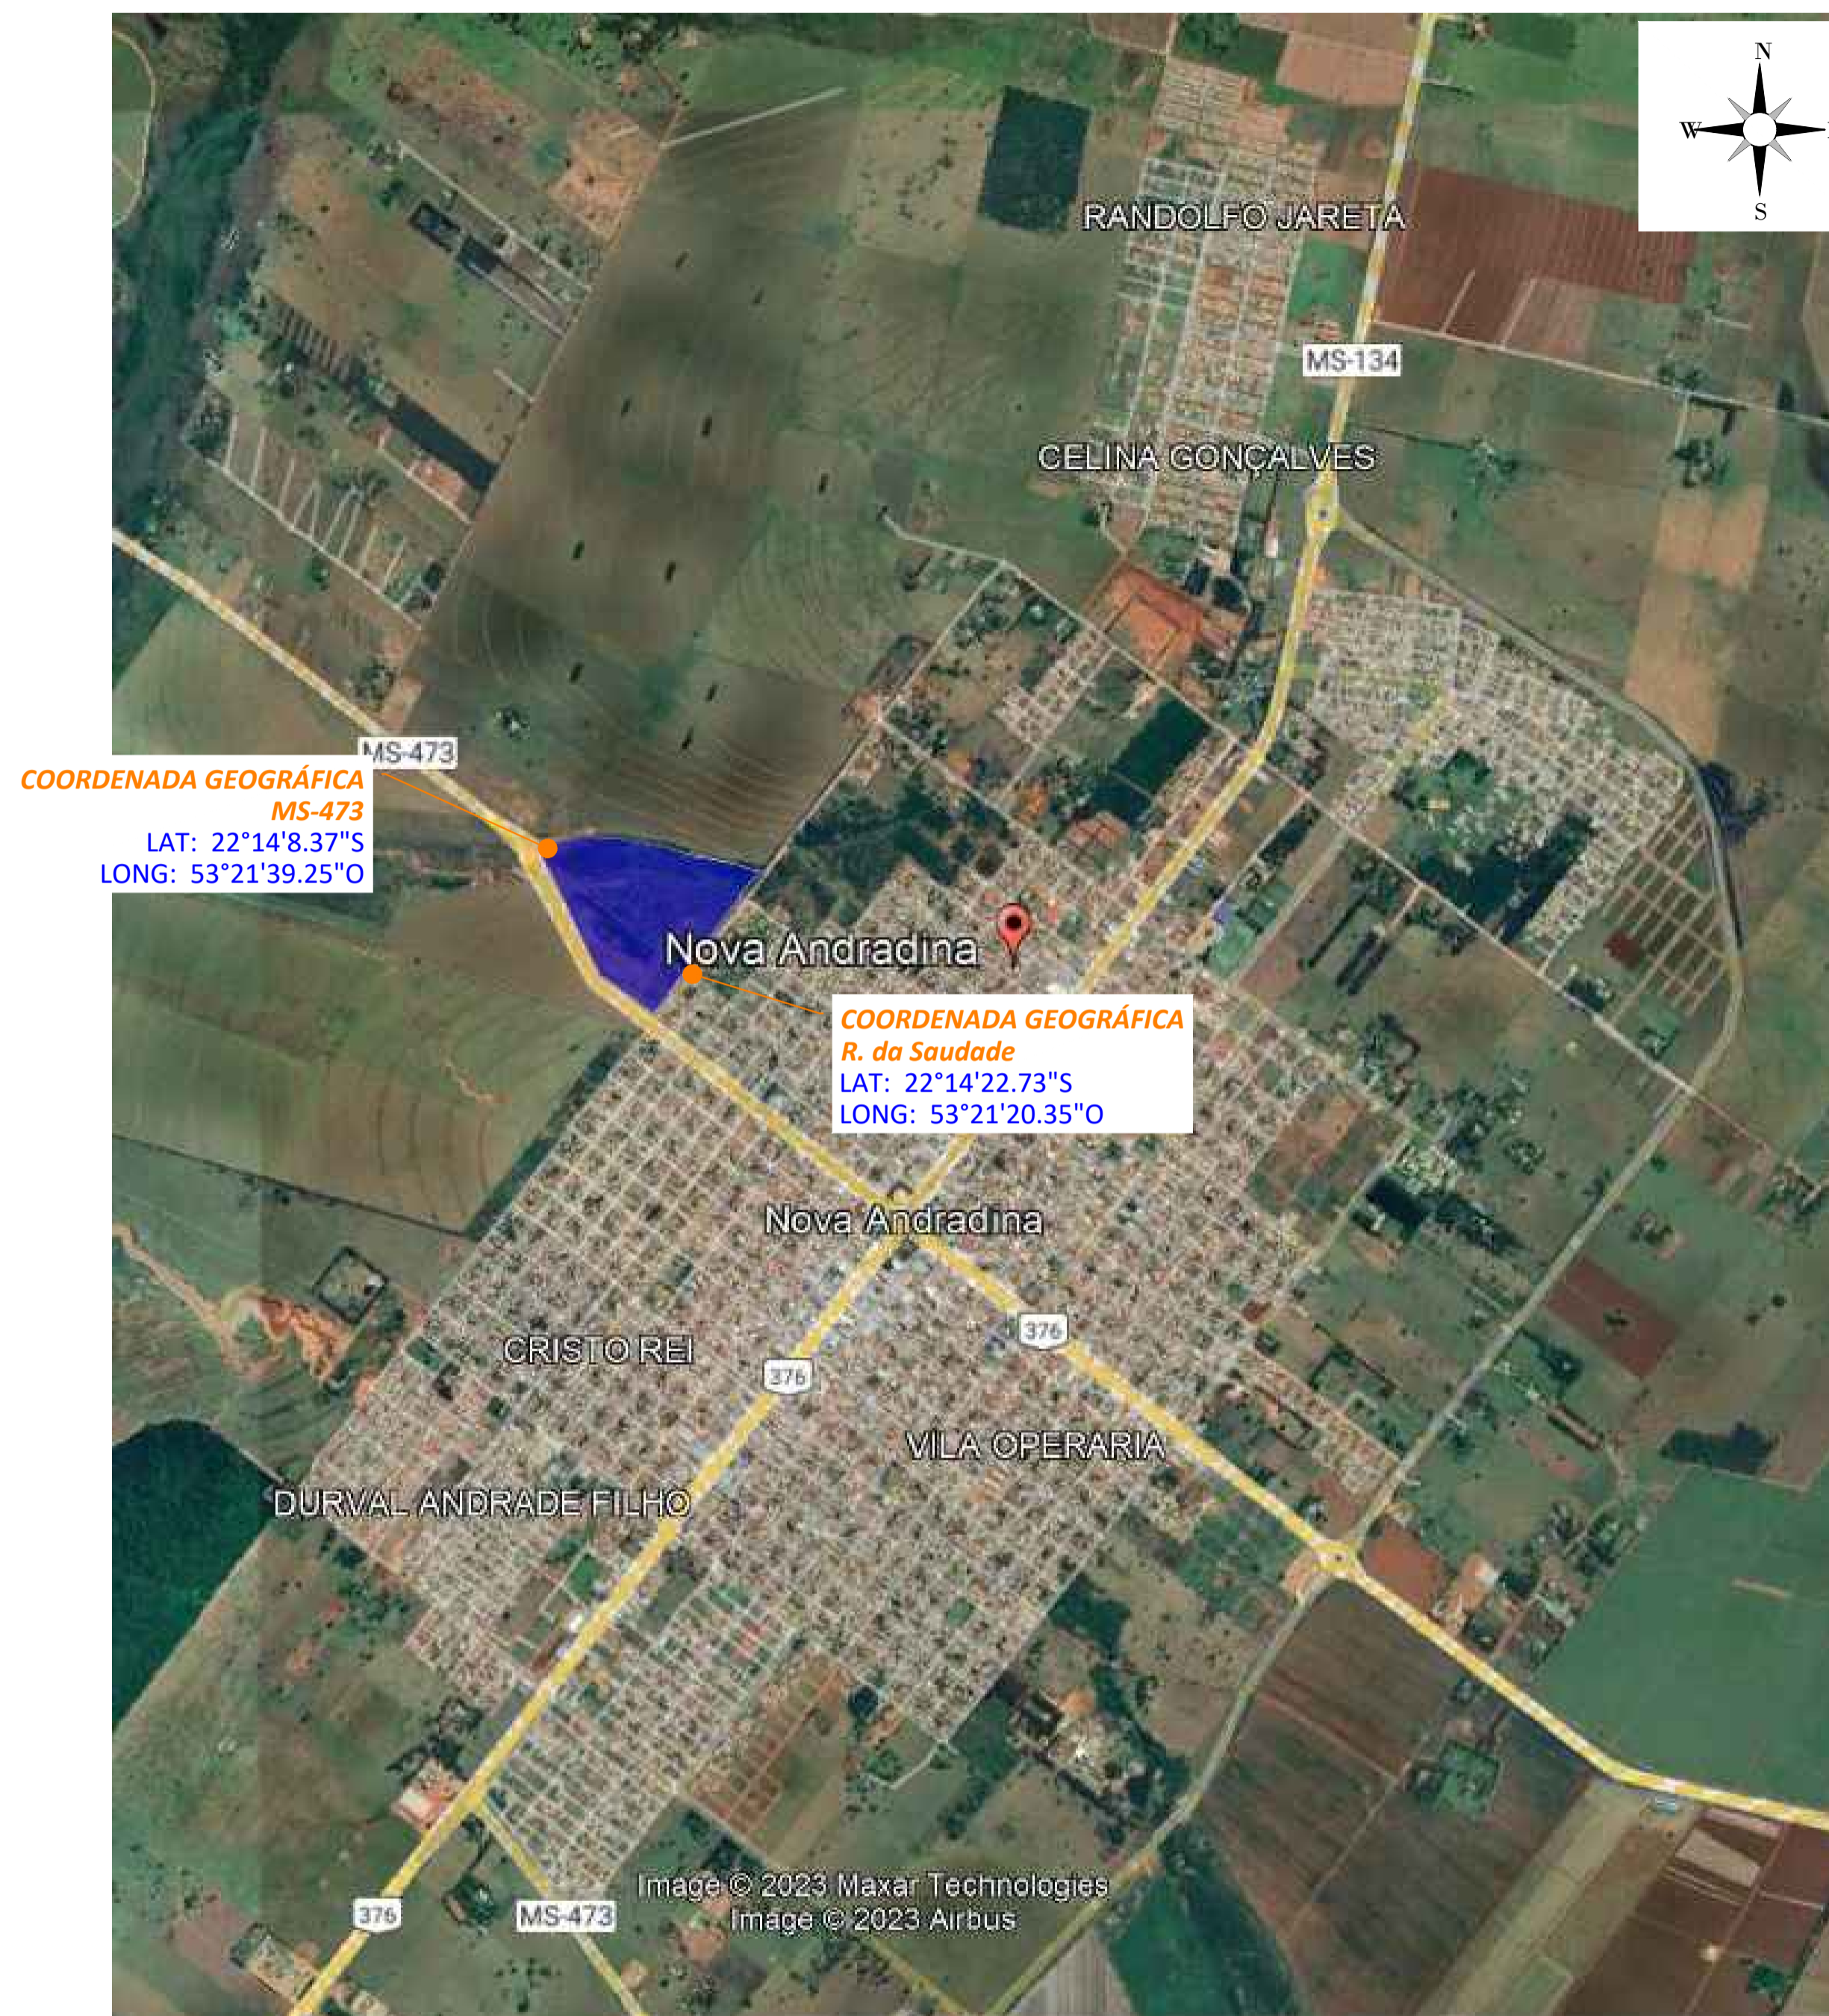 N
W
S
RANDOLFO JARETA
MS-134
CELINA GONÇALVES
MS-473
COORDENADA GEOGRÁFICA
MS-473
LAT: 22°14'8.37"S
LONG: 53°21'39.25"O
Nova Andradina
COORDENADA GEOGRÁFICA
R. da Saudade
LAT: 22°14'22.73"S
LONG: 53°21'20.35"O
Nova Andradina
376
CRISTO REI
376
VILA OPERARIA
DURVAL ANDRADE FILHO
Image © 2023 Maxar Technologies
376
MS-473
Image © 2023 Airbus